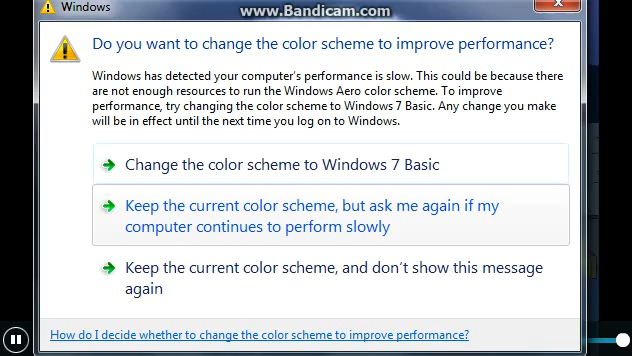 www.Bandicam.com
Windows
Do you want to change the color scheme to improve performance?
Windows has detected your computer's performance is slow. This could be because there
are not enough resources to run the Windows Aero color scheme. To improve
performance, try changing the color scheme to Windows 7 Basic. Any change you make
will be in effect until the next time you log on to Windows.
Change the color scheme to Windows 7 Basic
Keep the current color scheme, but ask me again if my
computer continues to perform slowly
Keep the current color scheme, and don't show this message
again
How do I decide whether to change the color scheme to improve performance?